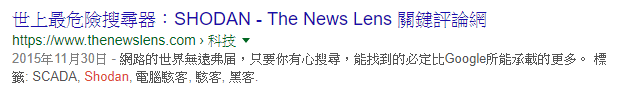 世上最危險搜尋器：SHODAN - The News Lens 關鍵評論網
https://www.thenewslens.com › 科技 ▼
2015年11月30日 - 網路的世界無遠弗屆，只要你有心搜尋，能找到的必定比Google所能承載的更多。 標
籤: SCADA, Shodan, 電腦駭客, 駭客, 黑客.